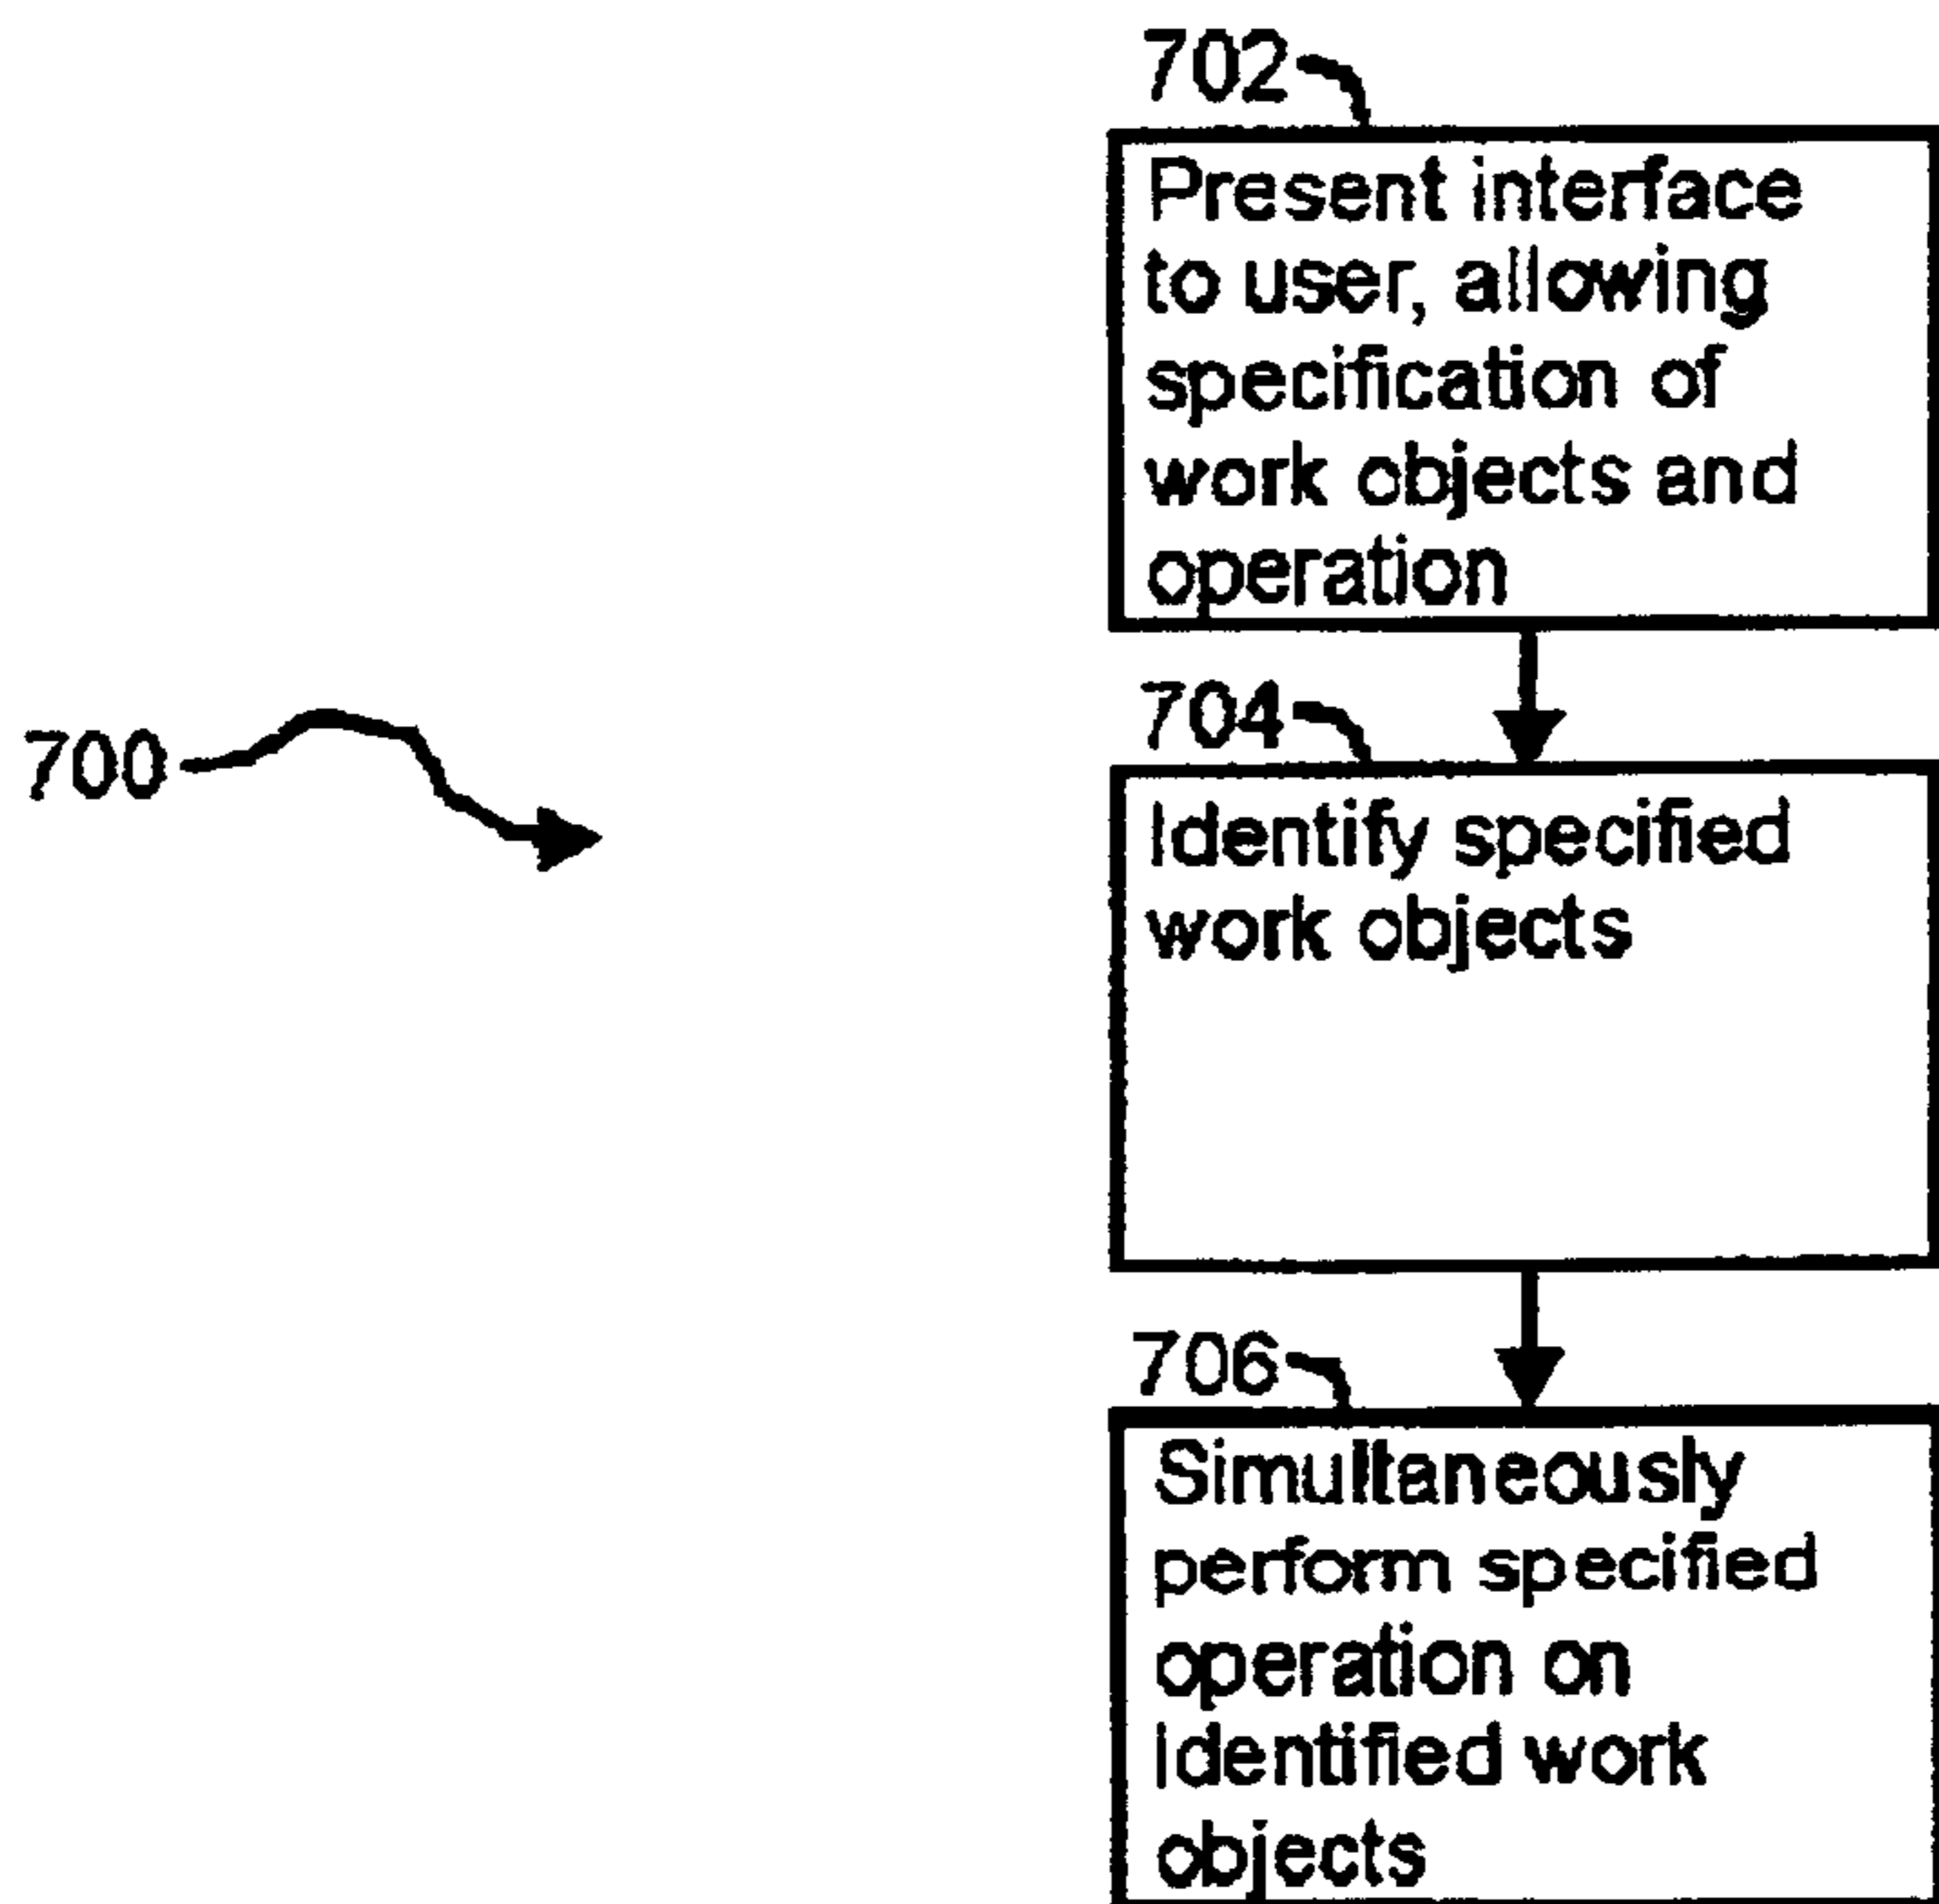 702
Present interface
to user, allowing
specification of
work objects and
operation
700
704
Identify specified
work objects
706
Simultaneously
perform specified
operation on
identified work
objects